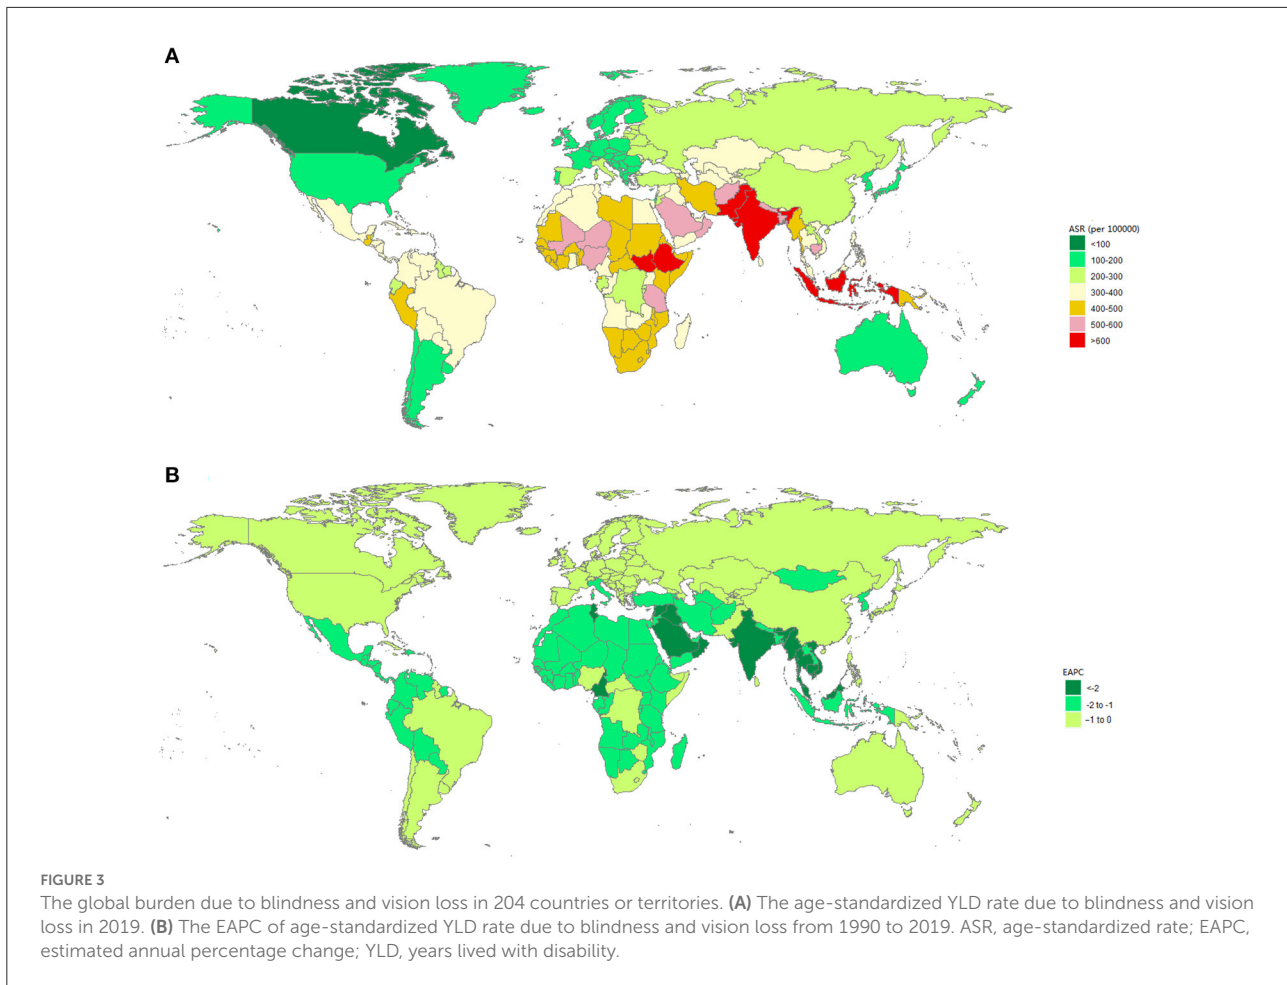 A
ASR (per 100000)
<100
100-200
200-300
300-400
400-500
500-600
>600
B
EAPC
<-2
-2 to -1
-1 to 0
FIGURE 3
The global burden due to blindness and vision loss in 204 countries or territories. (A) The age-standardized YLD rate due to blindness and vision
loss in 2019. (B) The EAPC of age-standardized YLD rate due to blindness and vision loss from 1990 to 2019. ASR, age-standardized rate; EAPC,
estimated annual percentage change; YLD, years lived with disability.